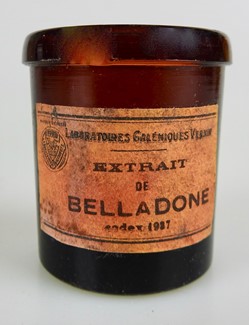 LABORATOIRES GALÉNIQUES VERNIN
EXTRAIT
DE
BELLADONE
codex 1937